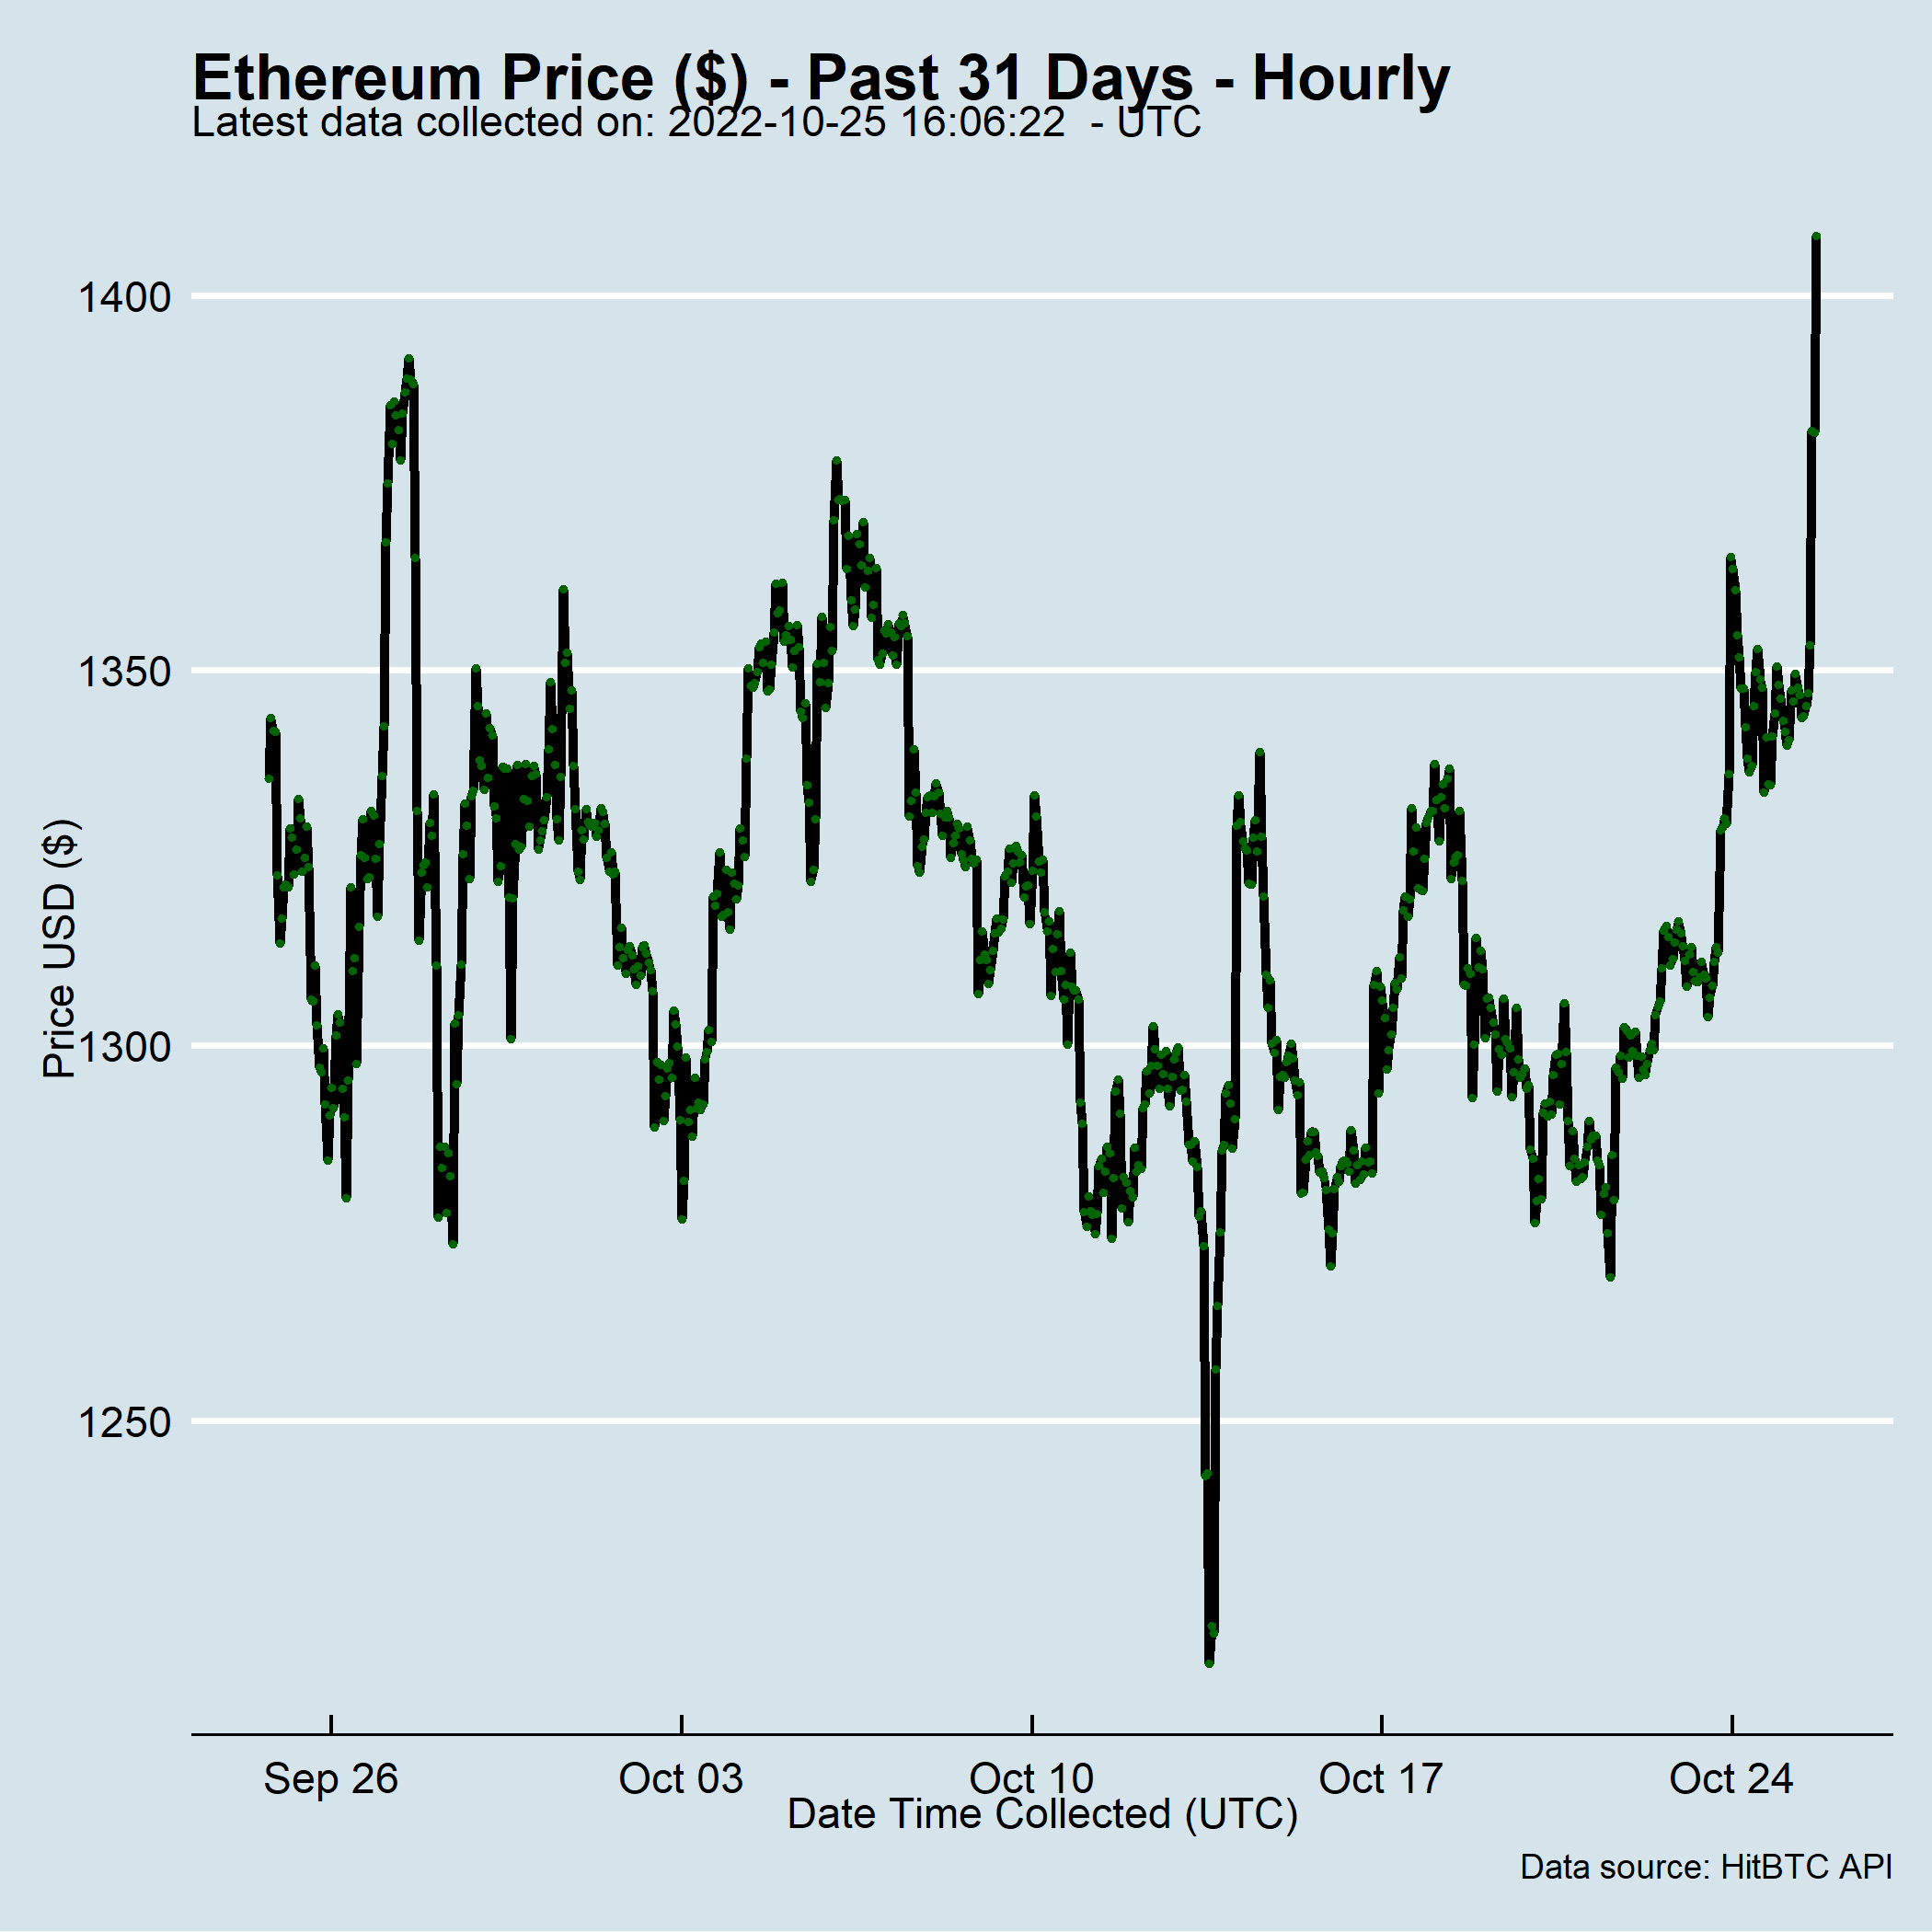 Ethereum Price ($) - Past 31 Days - Hourly
Latest data collected on: 2022-10-25 16:06:22  - UTC
1400
1350
1300
1250
Price USD ($)
Sep 26
Oct 03
Oct 10
Oct 17
Oct 24
Date Time Collected (UTC)
Data source: HitBTC API